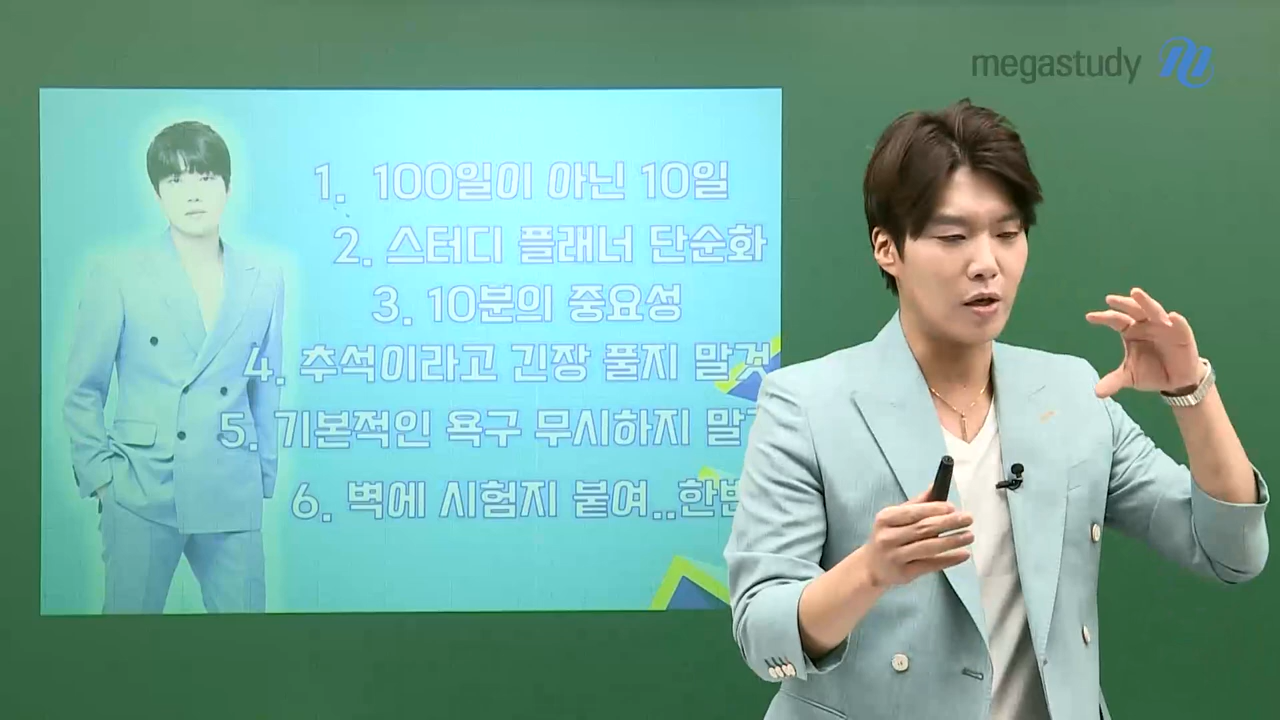 megastudy
1. 100일이 아닌 10일
2. 스터디 플래너 단순화
3. 10분의 중요성
4. 추석이라고 긴장 풀지 말것
5. 기본적인 욕구 무시하지
6. 벽에 시험지 붙여..